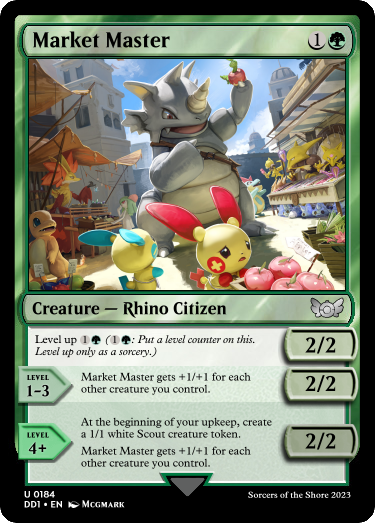 Market Master 1
Creature — Rhino Citizen
Level up 1 ( 1 : Put a level counter on this.
Level up only as a sorcery.)
2/2
LEVEL
1-3
Market Master gets +1/+1 for each
other creature you control.
2/2
LEVEL
4+
At the beginning of your upkeep, create
a 1/1 white Scout creature token.
Market Master gets +1/+1 for each
other creature you control.
2/2
U 0184
DD1 • EN McGmark
Sorcers of the Shore 2023